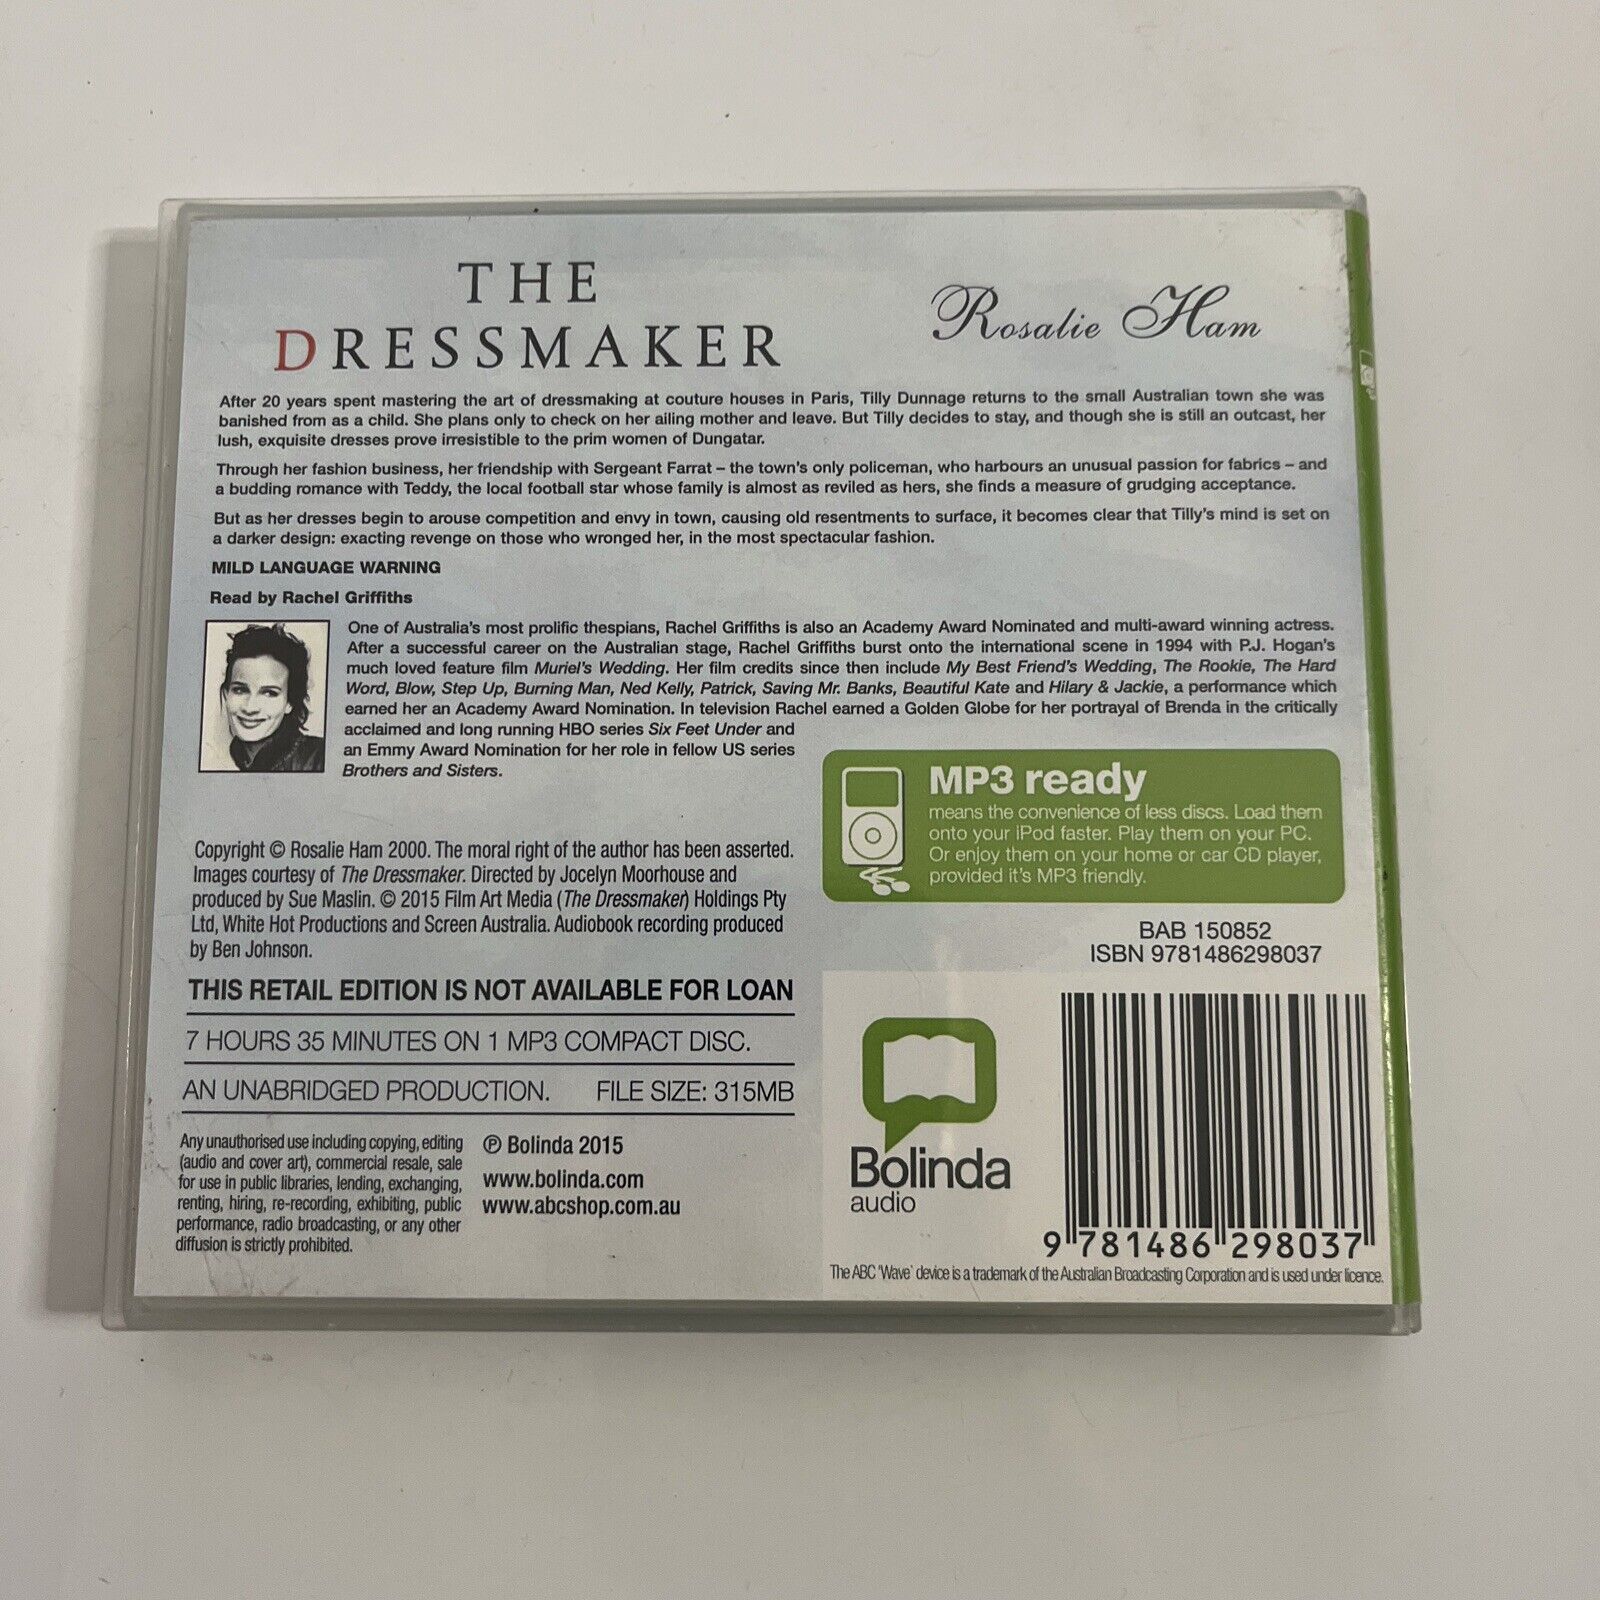 THE
DRESSMAKER
Rosalie Ham
After 20 years spent mastering the art of dressmaking at couture houses in Paris, Tilly Dunnage returns to the small Australian town she was
banished from as a child. She plans only to check on her ailing mother and leave. But Tilly decides to stay, and though she is still an outcast, her
lush, exquisite dresses prove irresistible to the prim women of Dungatar.
Through her fashion business, her friendship with Sergeant Farrat – the town's only policeman, who harbours an unusual passion for fabrics – and
a budding romance with Teddy, the local football star whose family is almost as reviled as hers, she finds a measure of grudging acceptance.
But as her dresses begin to arouse competition and envy in town, causing old resentments to surface, it becomes clear that Tilly's mind is set on
a darker design: exacting revenge on those who wronged her, in the most spectacular fashion.
MILD LANGUAGE WARNING
Read by Rachel Griffiths
One of Australia's most prolific thespians, Rachel Griffiths is also an Academy Award Nominated and multi-award winning actress.
After a successful career on the Australian stage, Rachel Griffiths burst onto the international scene in 1994 with P.J. Hogan's
much loved feature film Muriel's Wedding. Her film credits since then include My Best Friend's Wedding, The Rookie, The Hard
Word, Blow, Step Up, Burning Man, Ned Kelly, Patrick, Saving Mr. Banks, Beautiful Kate and Hilary & Jackie, a performance which
earned her an Academy Award Nomination. In television Rachel earned a Golden Globe for her portrayal of Brenda in the critically
acclaimed and long running HBO series Six Feet Under and
an Emmy Award Nomination for her role in fellow US series
Brothers and Sisters.
MP3 ready
means the convenience of less discs. Load them
onto your iPod faster. Play them on your PC.
Or enjoy them on your home or car CD player,
provided it's MP3 friendly.
Copyright © Rosalie Ham 2000. The moral right of the author has been asserted.
Images courtesy of The Dressmaker. Directed by Jocelyn Moorhouse and
produced by Sue Maslin. © 2015 Film Art Media (The Dressmaker) Holdings Pty
Ltd, White Hot Productions and Screen Australia. Audiobook recording produced
by Ben Johnson.
THIS RETAIL EDITION IS NOT AVAILABLE FOR LOAN
7 HOURS 35 MINUTES ON 1 MP3 COMPACT DISC.
AN UNABRIDGED PRODUCTION. FILE SIZE: 315MB
Any unauthorised use including copying, editing
(audio and cover art), commercial resale, sale
for use in public libraries, lending, exchanging,
renting, hiring, re-recording, exhibiting, public
performance, radio broadcasting, or any other
diffusion is strictly prohibited.
℗ Bolinda 2015
www.bolinda.com
www.abcshop.com.au
BAB 150852
ISBN 9781486298037
Bolinda
audio
9 781486 298037
The ABC 'Wave' device is a trademark of the Australian Broadcasting Corporation and is used under licence.